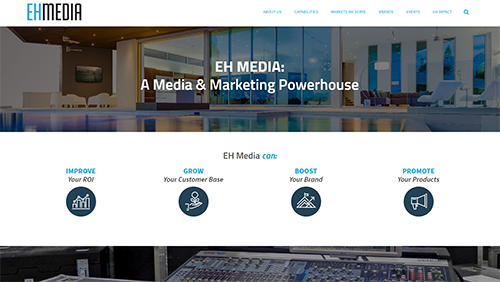 EHMEDIA
ABOUT US CAPABILITIES MARKETS WE SERVE BRANDS EVENTS EH IMPACT
EH MEDIA:
A Media & Marketing Powerhouse
EH Media can:
IMPROVE
Your ROI
GROW
Your Customer Base
BOOST
Your Brand
PROMOTE
Your Products